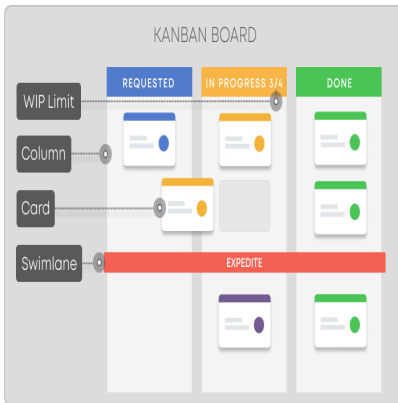 KANBAN BOARD
REQUESTED
IN PROGRESS 3/4
DONE
WIP Limit
Column
Card
Swimlane
EXPEDITE